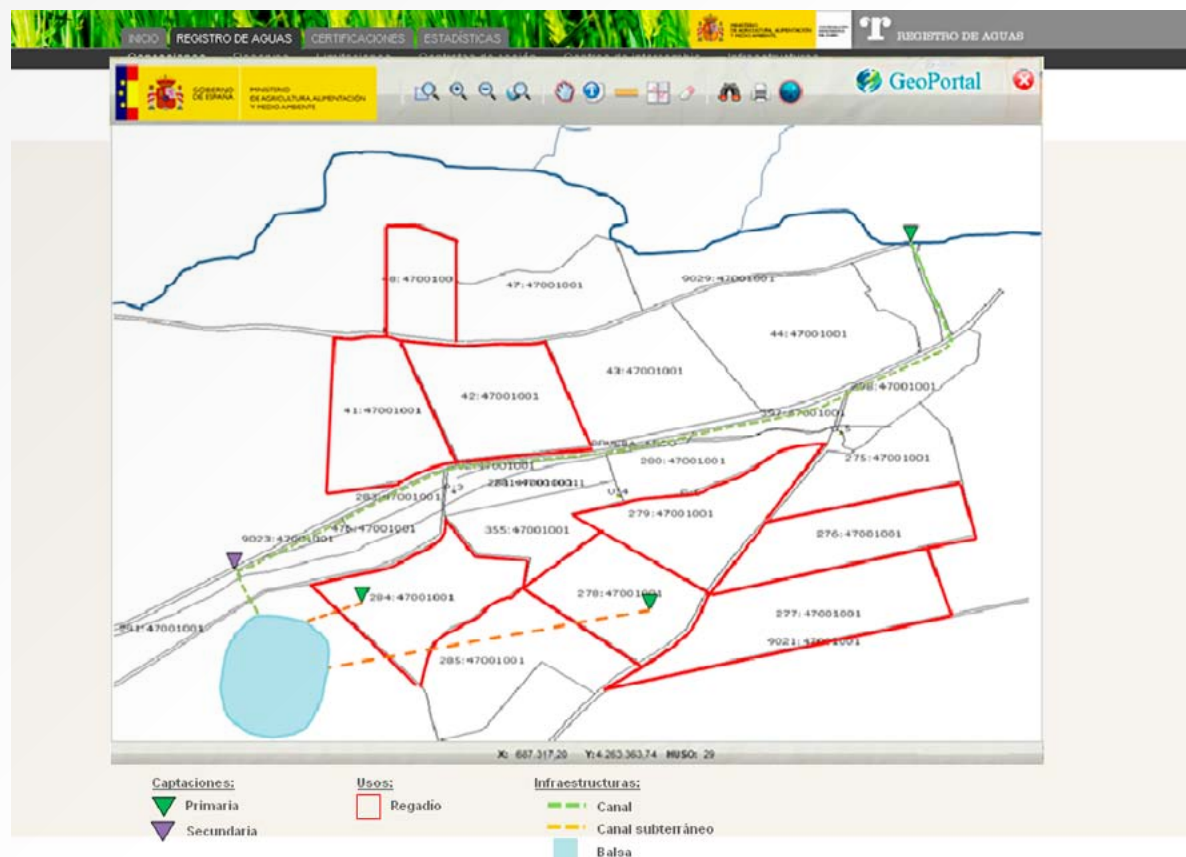 INICIO REGISTRO DE AGUAS CERTIFICACIONES ESTADÍSTICAS
REGISTRO DE AGUAS
GOBIERNO DE ESPAÑA
MINISTERIO
DE AGRICULTURA, ALIMENTACIÓN
Y MEDIO AMBIENTE
GeoPortal
47:47001001
9029:47001001
44:47001001
43:47001001
42:47001001
41:47001001
298:47001001
280:47001001
275:47001001
283:47001001
279:47001001
355:47001001
476:47001001
276:47001001
9023:47001001
284:47001001
278:47001001
277:47001001
9021:47001001
285:47001001
X: 687.317,20 Y:4.263.363,74 HUSO: 29
Captaciones:
Primaria
Secundaria
Usos:
Regadío
Infraestructuras:
Canal
Canal subterráneo
Balsa